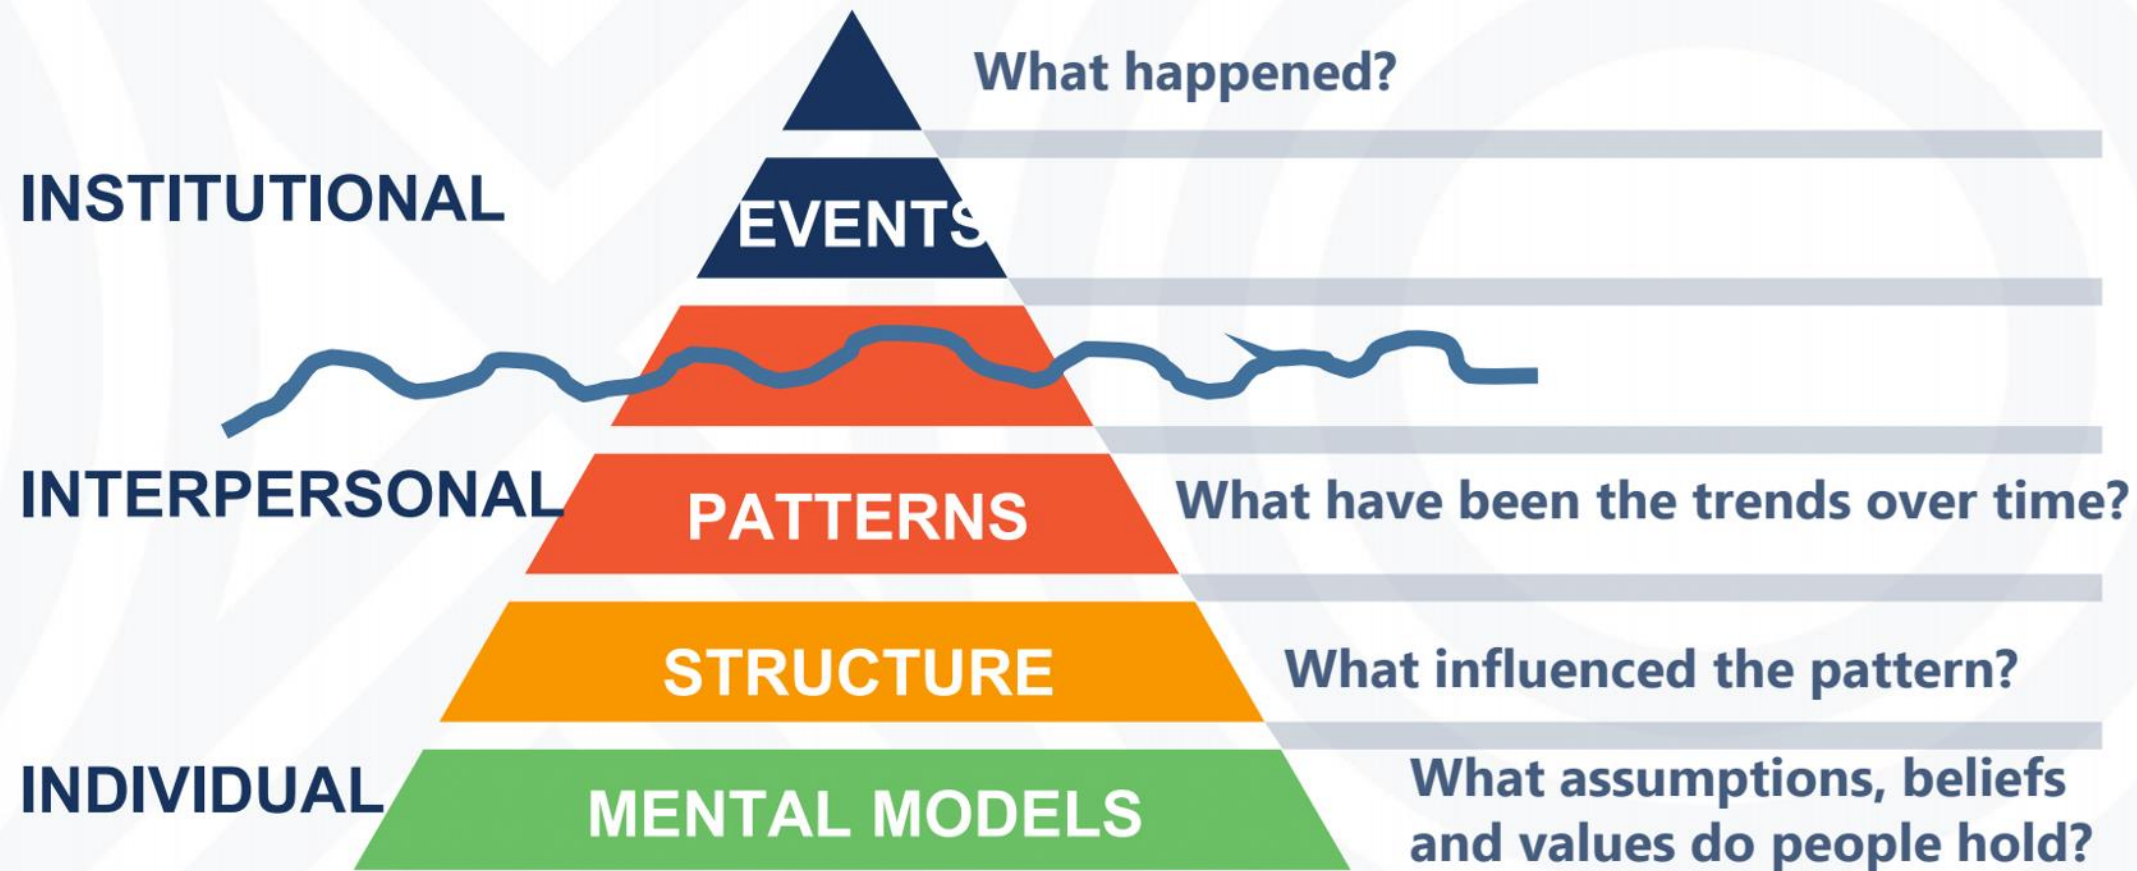 What happened?
INSTITUTIONAL
EVENTS
INTERPERSONAL
PATTERNS
What have been the trends over time?
STRUCTURE
What influenced the pattern?
INDIVIDUAL
MENTAL MODELS
What assumptions, beliefs
and values do people hold?